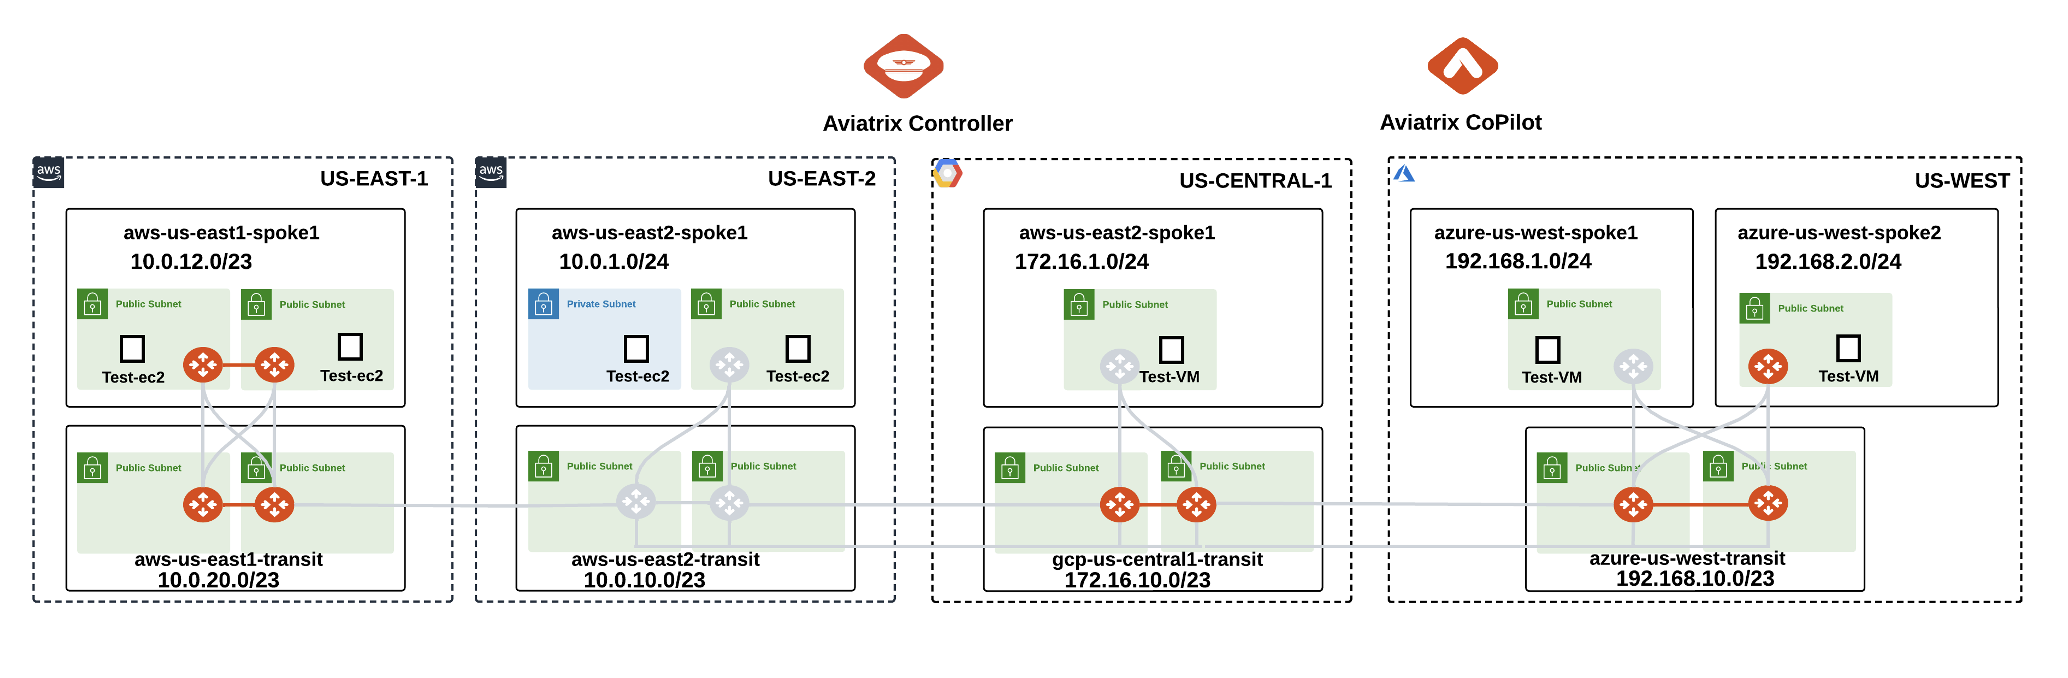 Aviatrix Controller
Aviatrix CoPilot
aws
US-EAST-1
aws-us-east1-spoke1
10.0.12.0/23
Public Subnet
Public Subnet
Test-ec2
Test-ec2
Public Subnet
Public Subnet
aws-us-east1-transit
10.0.20.0/23
aws
US-EAST-2
aws-us-east2-spoke1
10.0.1.0/24
Private Subnet
Public Subnet
Test-ec2
Test-ec2
Public Subnet
Public Subnet
aws-us-east2-transit
10.0.10.0/23
US-CENTRAL-1
aws-us-east2-spoke1
172.16.1.0/24
Public Subnet
Test-VM
Public Subnet
Public Subnet
gcp-us-central1-transit
172.16.10.0/23
US-WEST
azure-us-west-spoke1
192.168.1.0/24
Public Subnet
Test-VM
azure-us-west-spoke2
192.168.2.0/24
Public Subnet
Test-VM
Public Subnet
Public Subnet
azure-us-west-transit
192.168.10.0/23